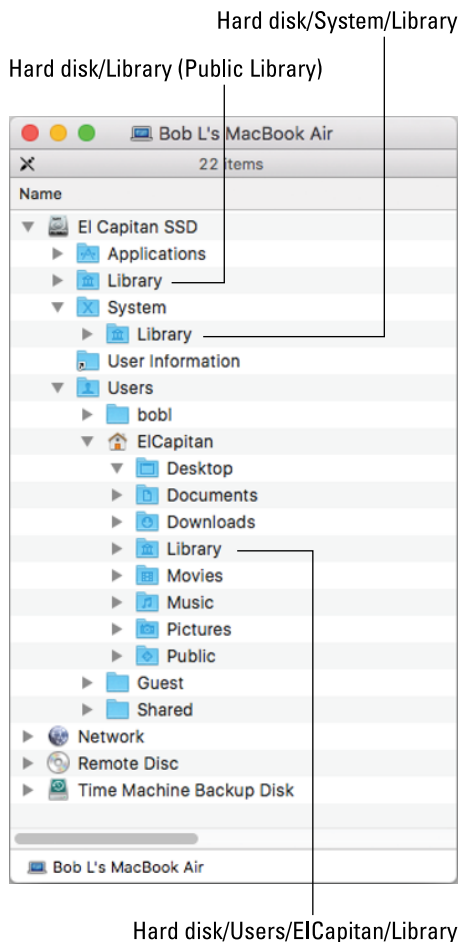 Hard disk/System/Library
Hard disk/Library (Public Library)
Bob L's MacBook Air
22 items
Name
El Capitan SSD
Applications
Library
System
Library
User Information
Users
bobl
ElCapitan
Desktop
Documents
Downloads
Library
Movies
Music
Pictures
Public
Guest
Shared
Network
Remote Disc
Time Machine Backup Disk
Bob L's MacBook Air
Hard disk/Users/ElCapitan/Library